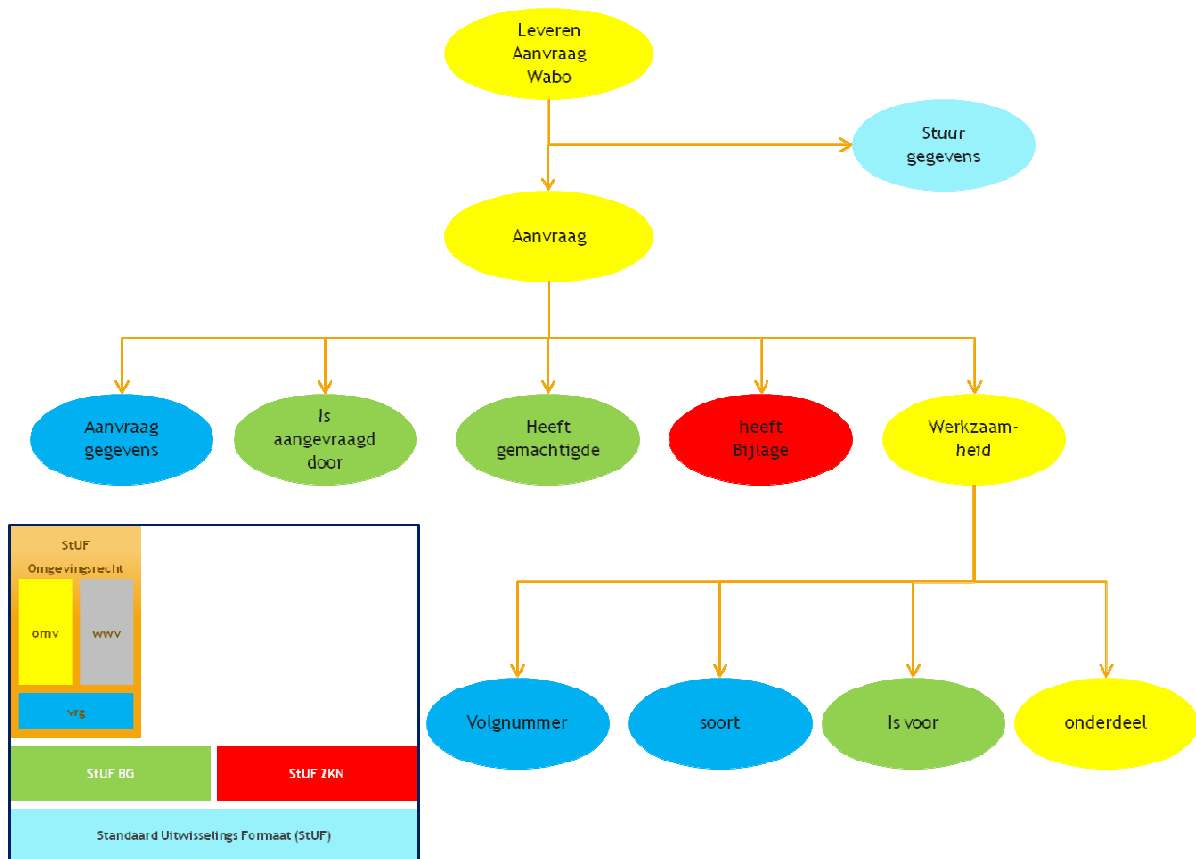 Leveren
Aanvraag
Wabo
Stuur
gegevens
Aanvraag
Aanvraag
gegevens
Is
aangevraagd
door
Heeft
gemachtigde
heeft
Bijlage
Werkzaam-
heid
StUF
Omgevingsrecht
omv
wwv
vrg
StUF BG
StUF ZKN
Standaard Uitwisselings Formaat (StUF)
Volgnummer
soort
Is voor
onderdeel